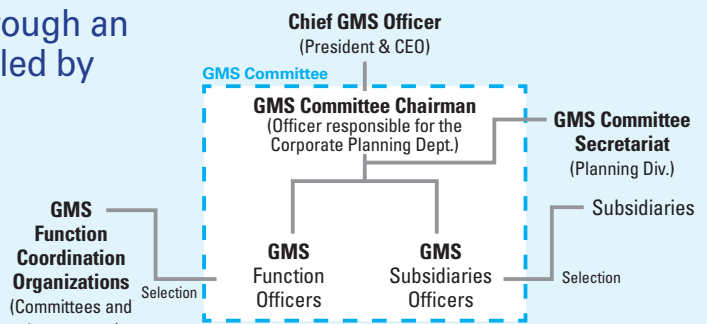 rough an
led by
Chief GMS Officer
(President & CEO)
GMS Committee
GMS Committee Chairman
(Officer responsible for the
Corporate Planning Dept.)
GMS Committee
Secretariat
(Planning Div.)
GMS
Function
Coordination
Organizations
(Committees and
Selection
GMS
Function
Officers
GMS
Subsidiaries
Officers
Subsidiaries
Selection